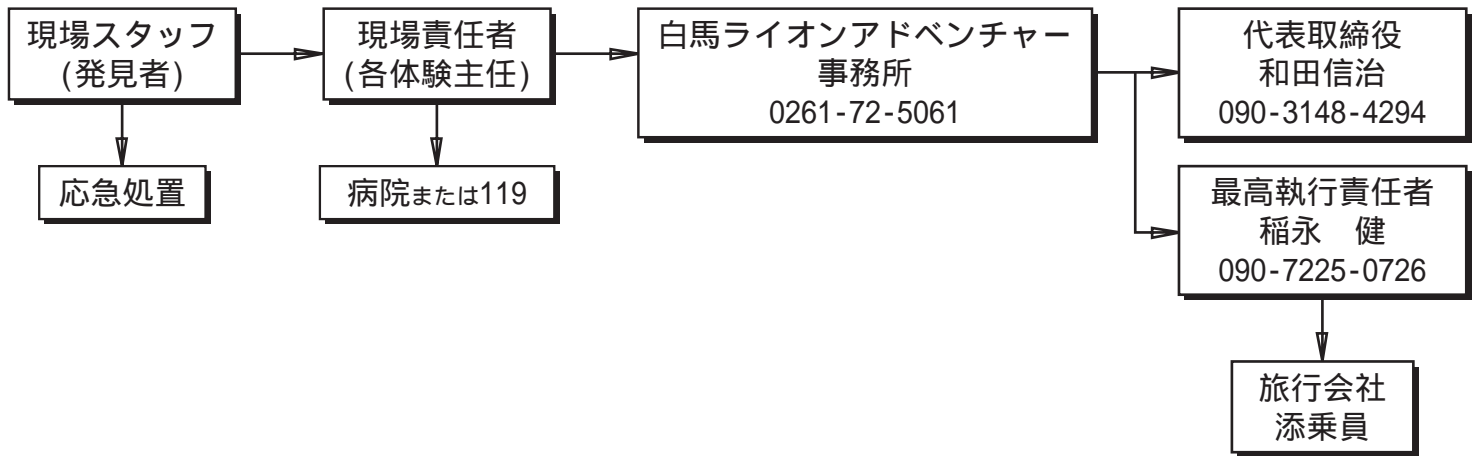 現場スタッフ
(発見者)
現場責任者
(各体験主任)
白馬ライオンアドベンチャー
事務所
0261-72-5061
代表取締役
和田信治
090-3148-4294
応急処置
病院または119
最高執行責任者
稲永　健
090-7225-0726
旅行会社
添乗員